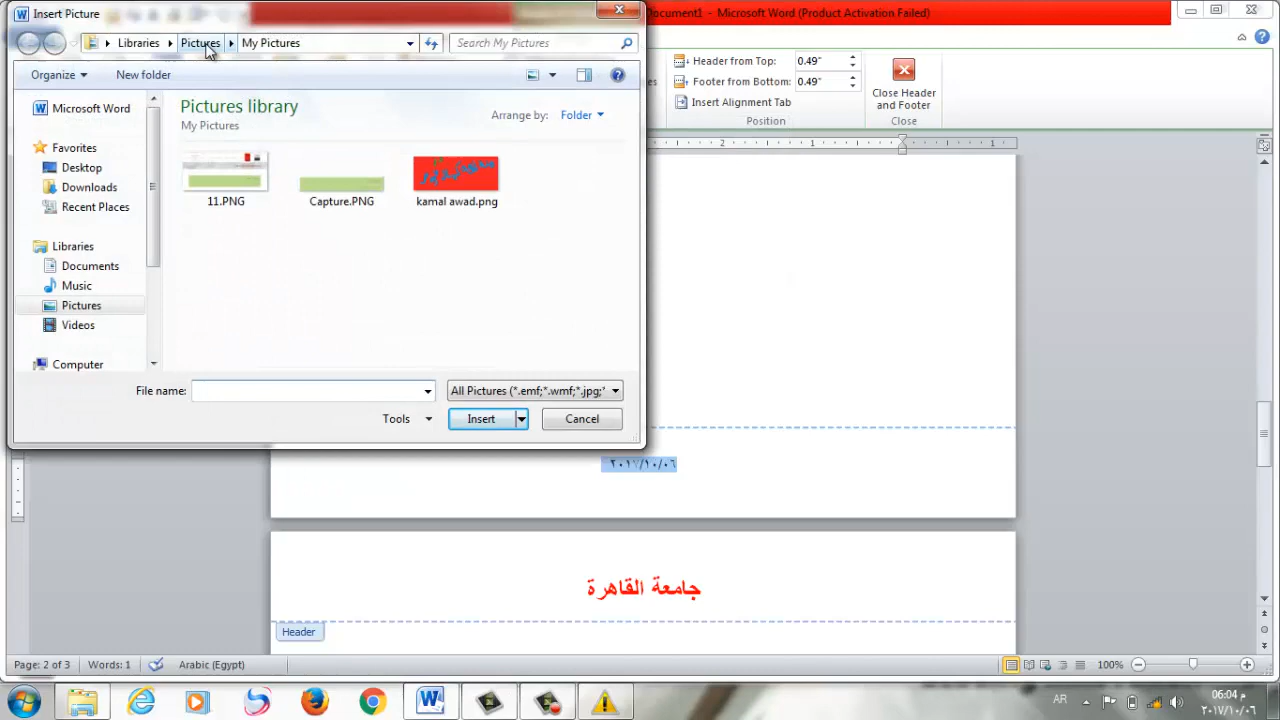 Insert Picture
Document1 - Microsoft Word (Product Activation Failed)
Libraries
Pictures
My Pictures
Search My Pictures
Header from Top: 0.49"
Footer from Bottom: 0.49"
Insert Alignment Tab
Position
Close Header
and Footer
Close
Organize
New folder
Microsoft Word
Favorites
Desktop
Downloads
Recent Places
Libraries
Documents
Music
Pictures
Videos
Computer
Pictures library
My Pictures
Arrange by: Folder
11.PNG
Capture.PNG
kamal awad.png
File name:
All Pictures (*.emf;*.wmf;*.jpg;*
Tools
Insert
Cancel
2
1
1
٢٠١٧/١٠/٠٦
جامعة القاهرة
Header
Page: 2 of 3
Words: 1
Arabic (Egypt)
100%
AR
06:04 م
٢٠١٧/١٠/٠٦